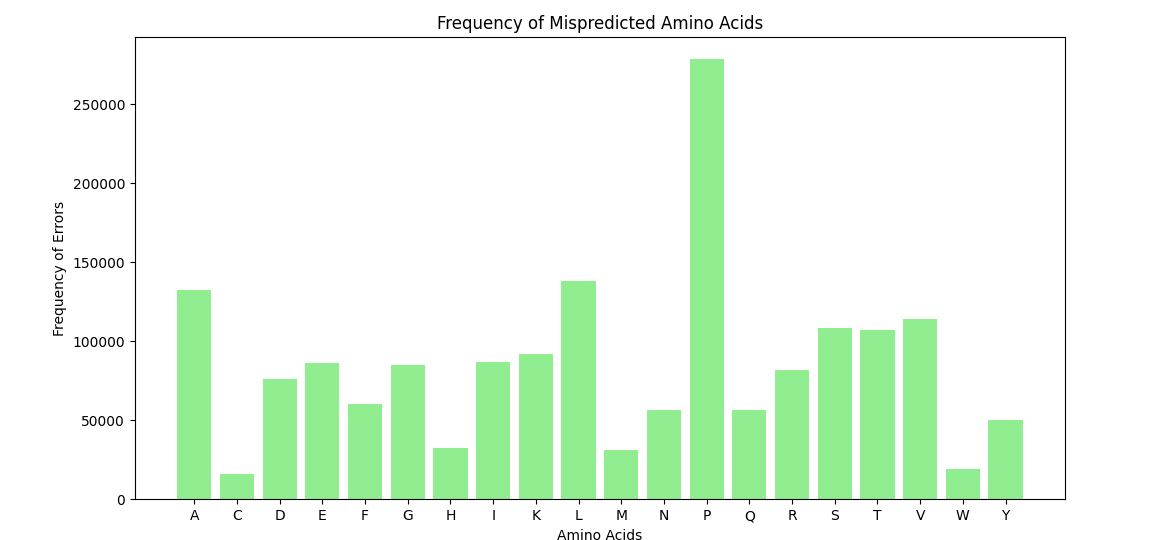 Frequency of Mispredicted Amino Acids
Frequency of Errors
250000
200000
150000
100000
50000
0
A C D E F G H I K L M N P Q R S T V W Y
Amino Acids